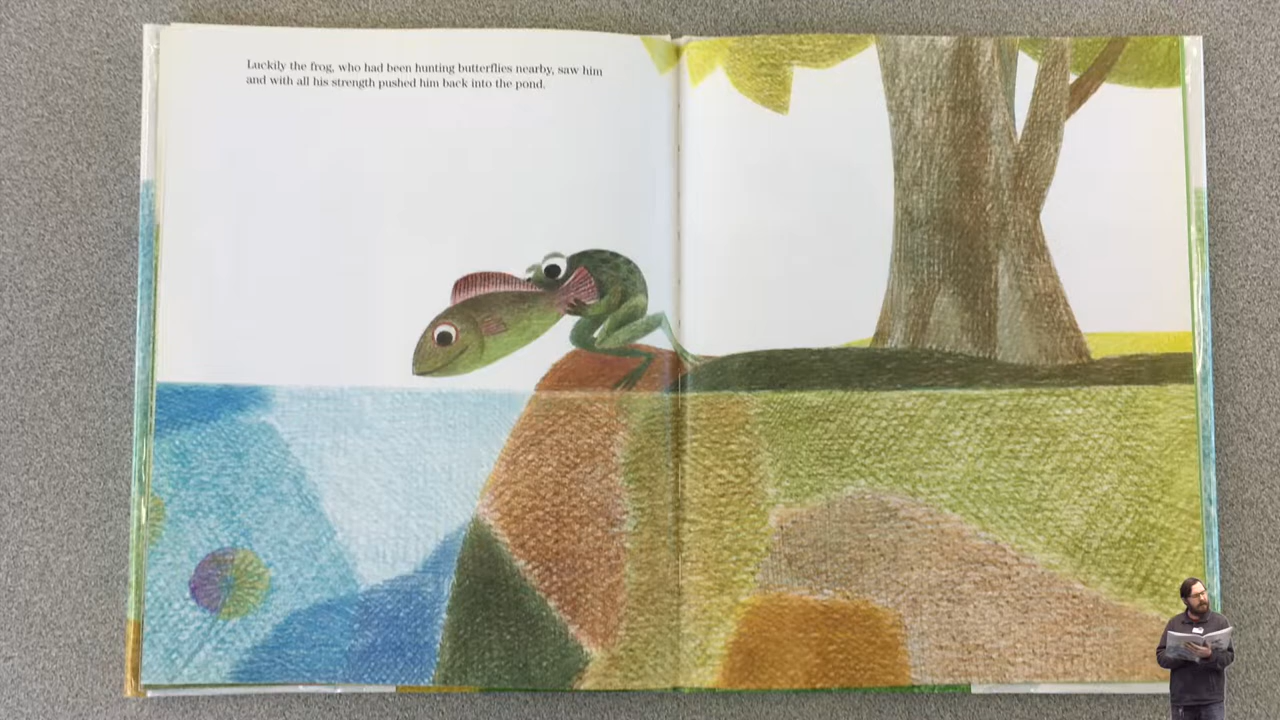 Luckily the frog, who had been hunting butterflies nearby, saw him
and with all his strength pushed him back into the pond.